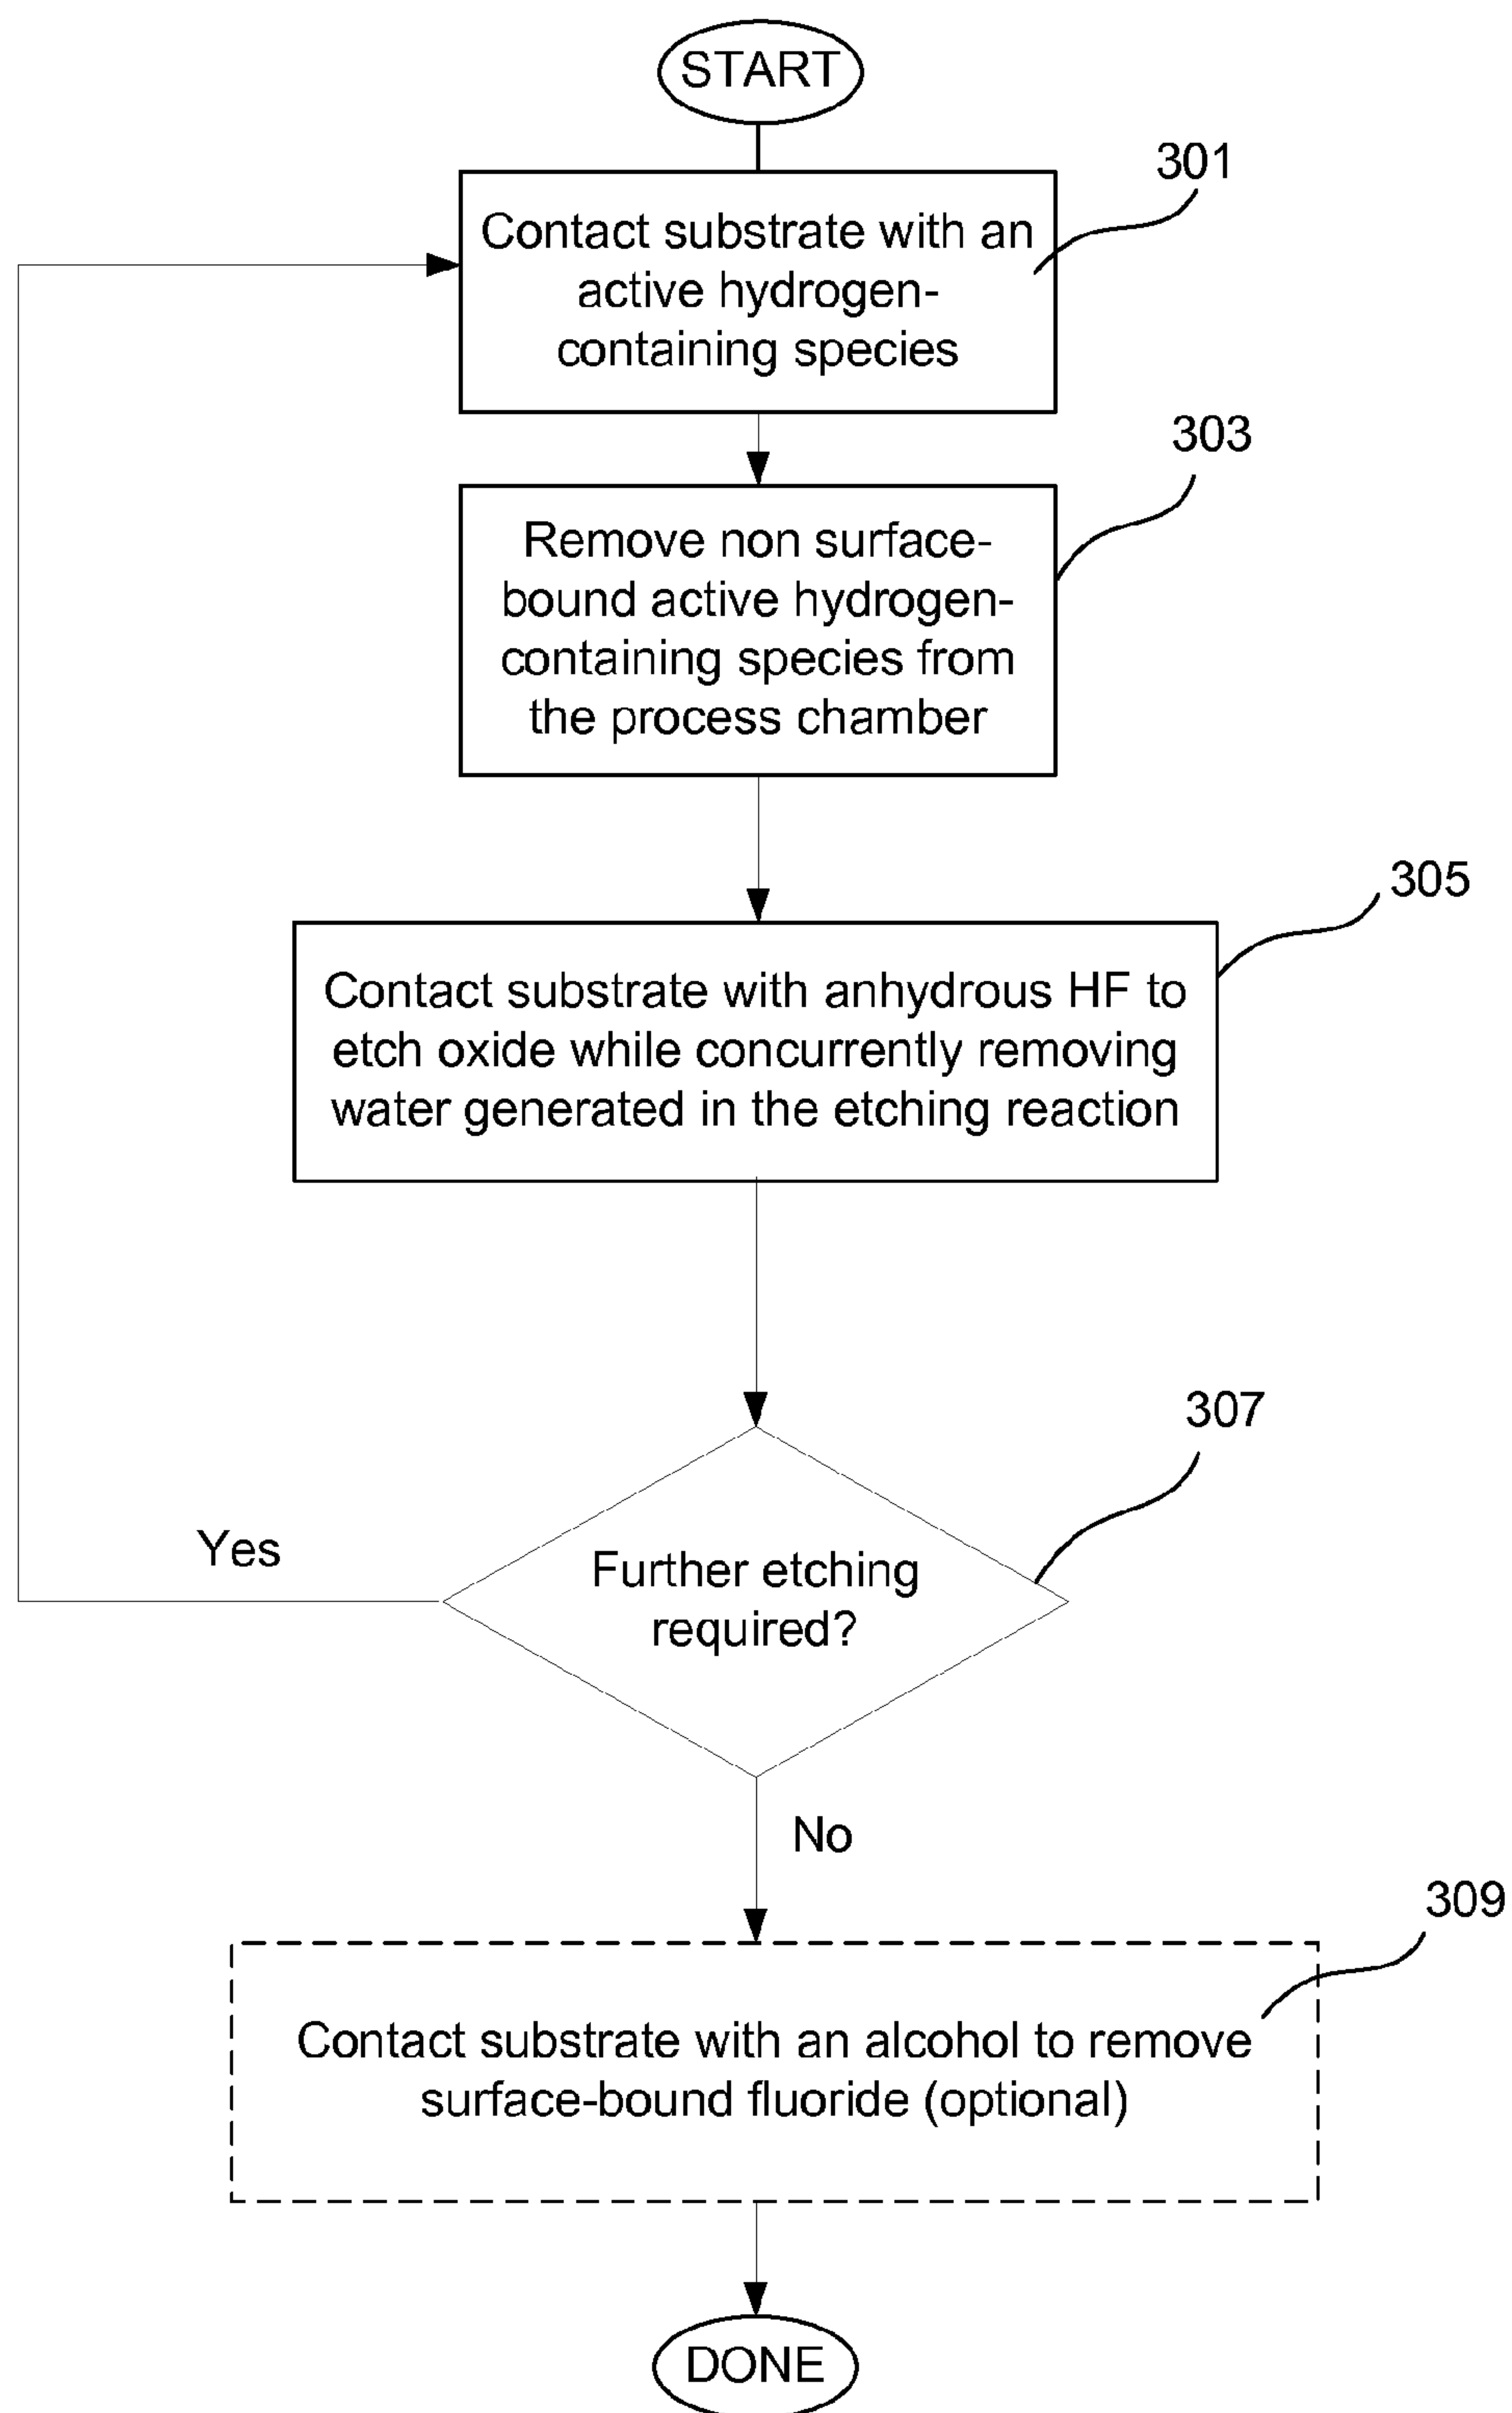 START
301
Contact substrate with an
active hydrogen-
containing species
303
Remove non surface-
bound active hydrogen-
containing species from
the process chamber
305
Contact substrate with anhydrous HF to
etch oxide while concurrently removing
water generated in the etching reaction
307
Further etching
required?
Yes
No
309
Contact substrate with an alcohol to remove
surface-bound fluoride (optional)
DONE